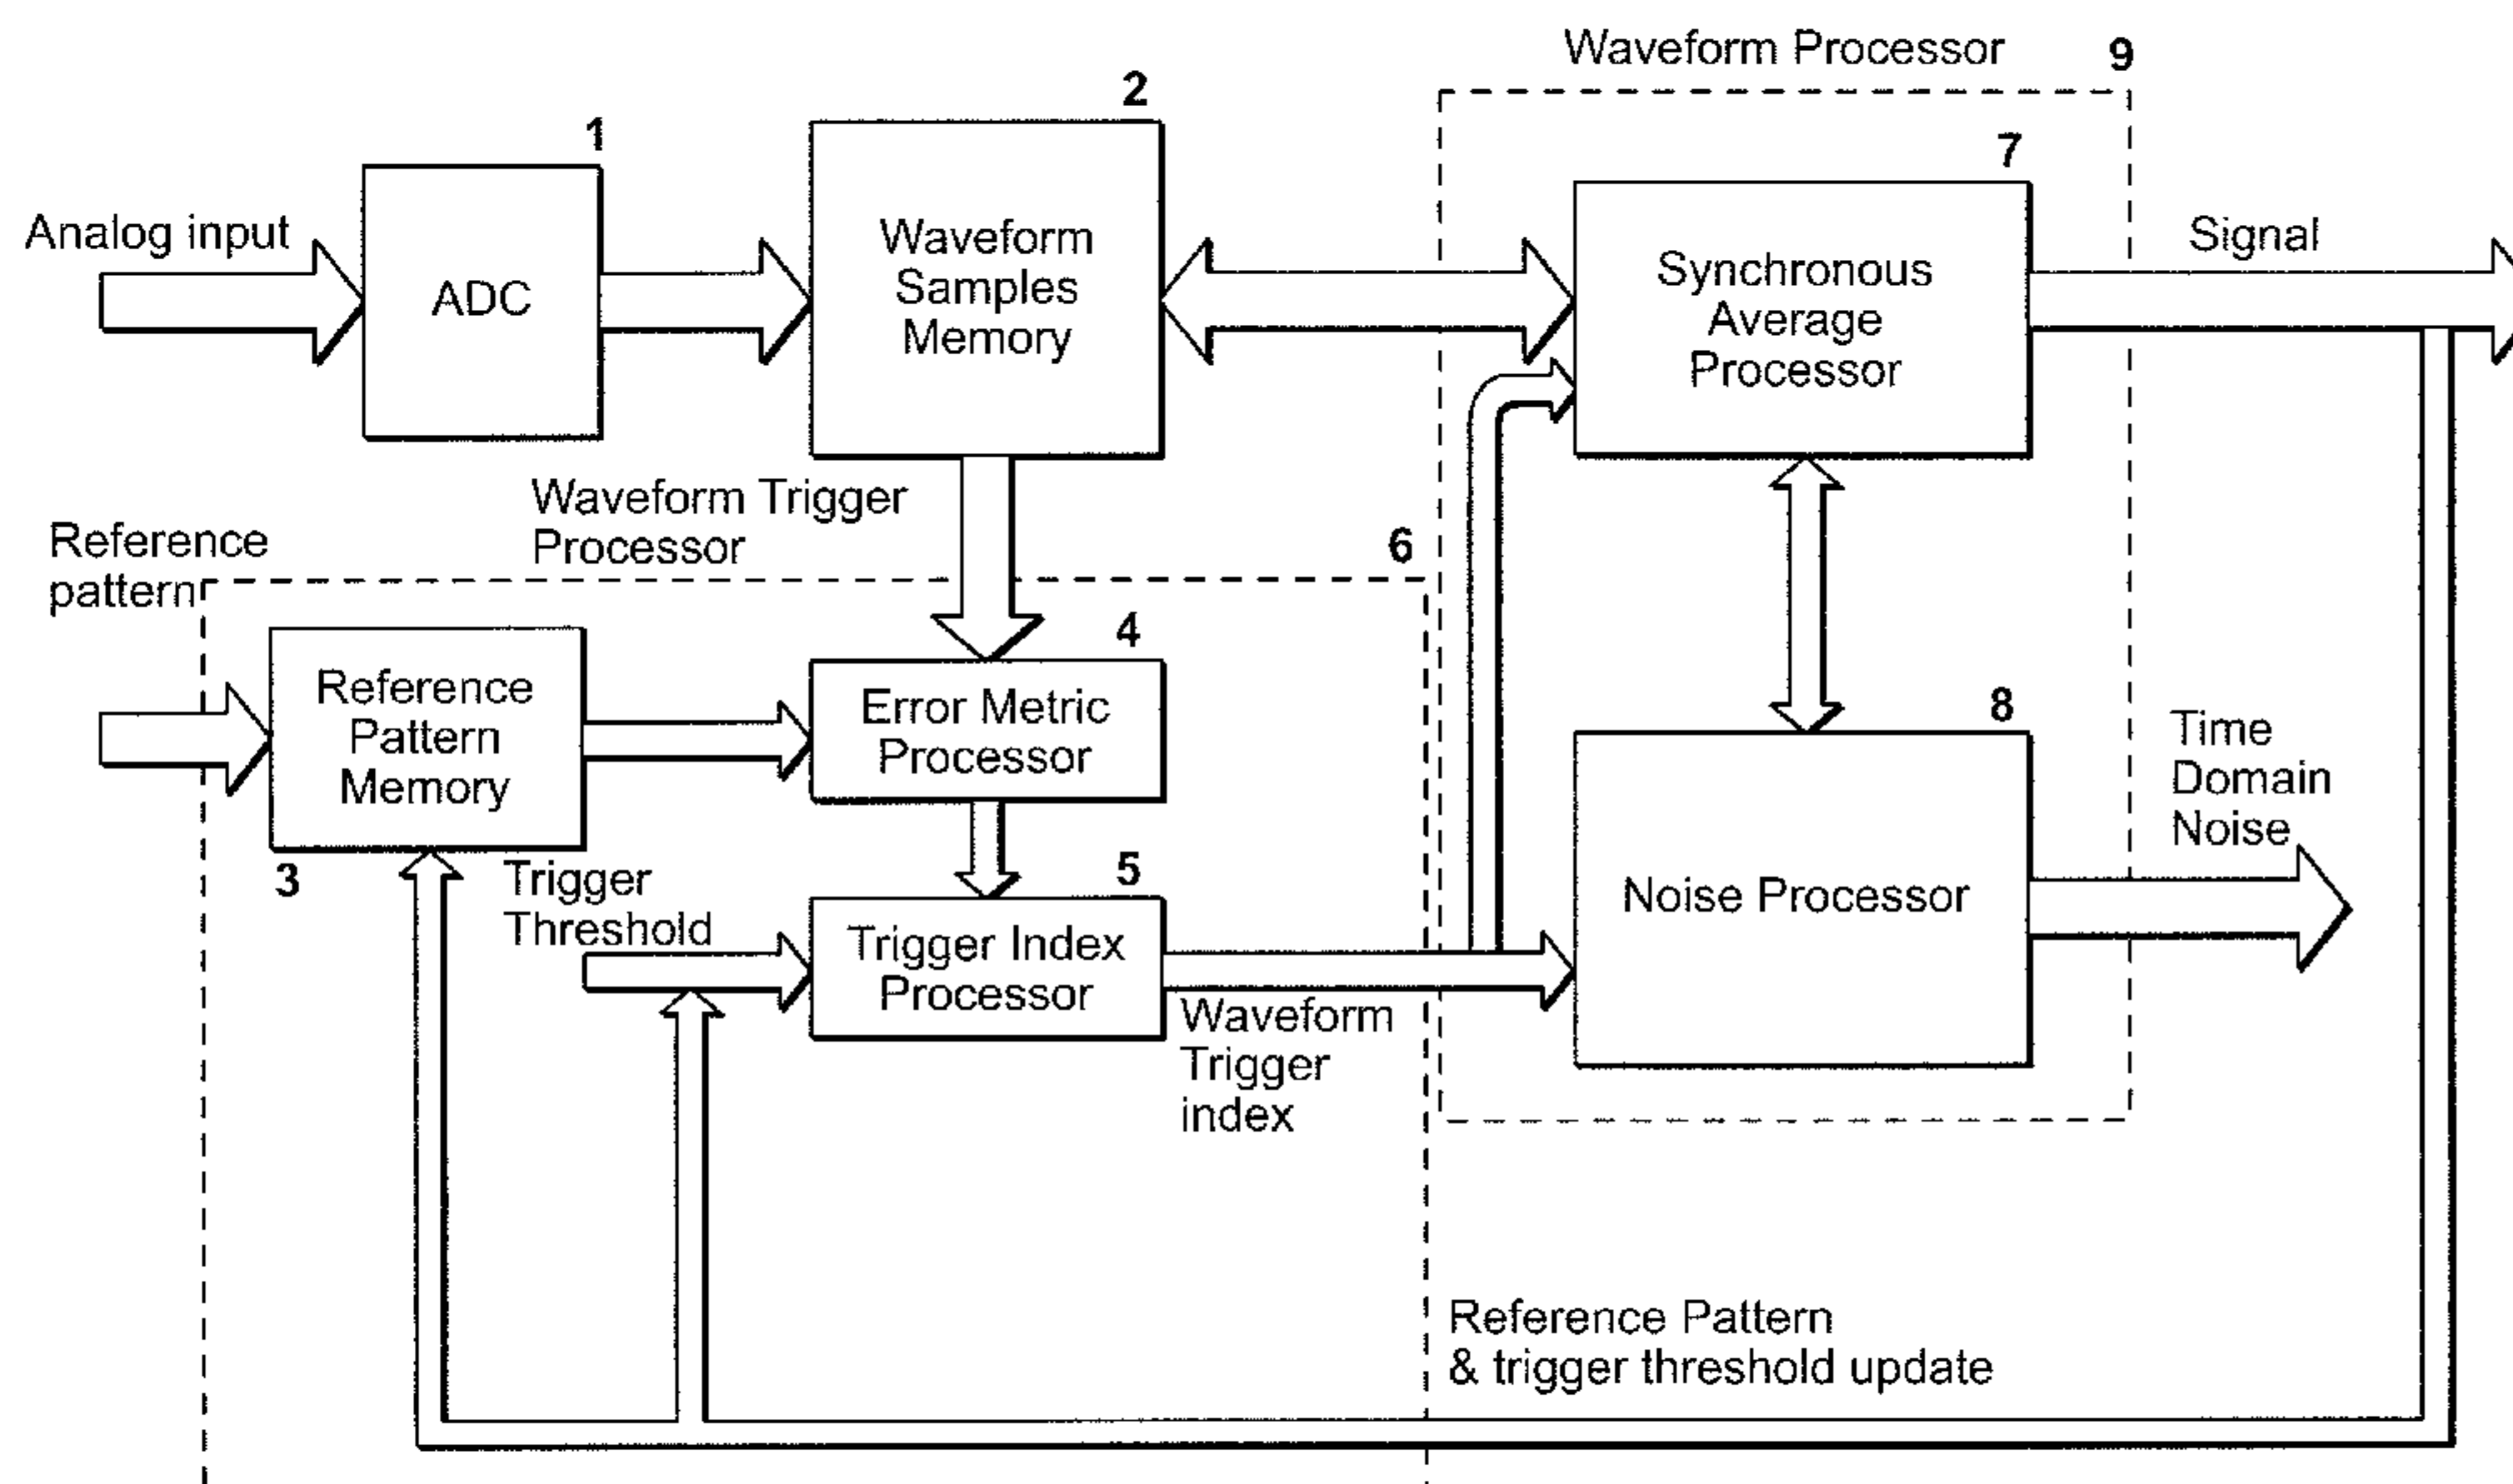 Waveform Processor 9
2
1
7
Analog input
ADC
Waveform
Samples
Memory
Synchronous
Average
Processor
Signal
Waveform Trigger
Processor
6
Reference
pattern
4
Reference
Pattern
Memory
3
Error Metric
Processor
8
Time
Domain
Noise
Trigger
Threshold
5
Trigger Index
Processor
Noise Processor
Waveform
Trigger
index
Reference Pattern
& trigger threshold update